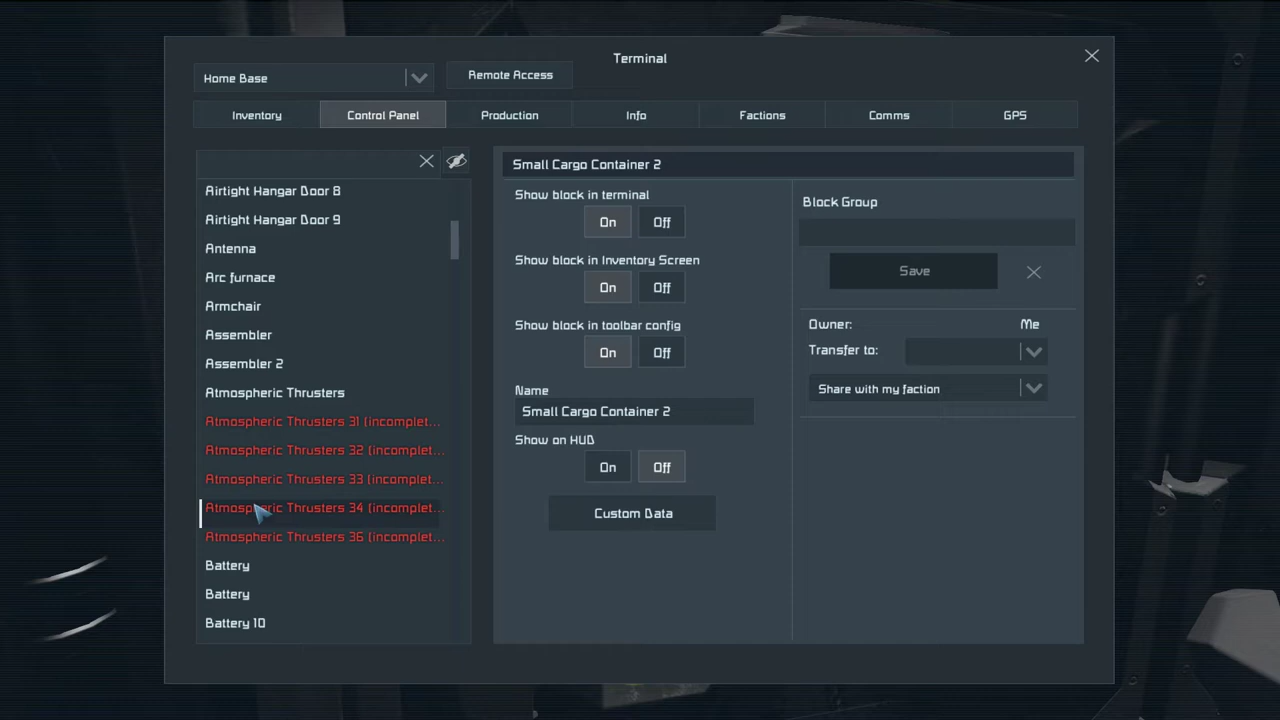 Terminal
Home Base
Remote Access
Inventory
Control Panel
Production
Info
Factions
Comms
GPS
Airtight Hangar Door 8
Airtight Hangar Door 9
Antenna
Arc furnace
Armchair
Assembler
Assembler 2
Atmospheric Thrusters
Atmospheric Thrusters 31 (incomplet...
Atmospheric Thrusters 32 (incomplet...
Atmospheric Thrusters 33 (incomplet...
Atmospheric Thrusters 34 (incomplet...
Atmospheric Thrusters 36 (incomplet...
Battery
Battery
Battery 10
Small Cargo Container 2
Show block in terminal
On Off
Show block in Inventory Screen
On Off
Show block in toolbar config
On Off
Name
Small Cargo Container 2
Show on HUD
On Off
Custom Data
Block Group
Save
Owner: Me
Transfer to:
Share with my faction